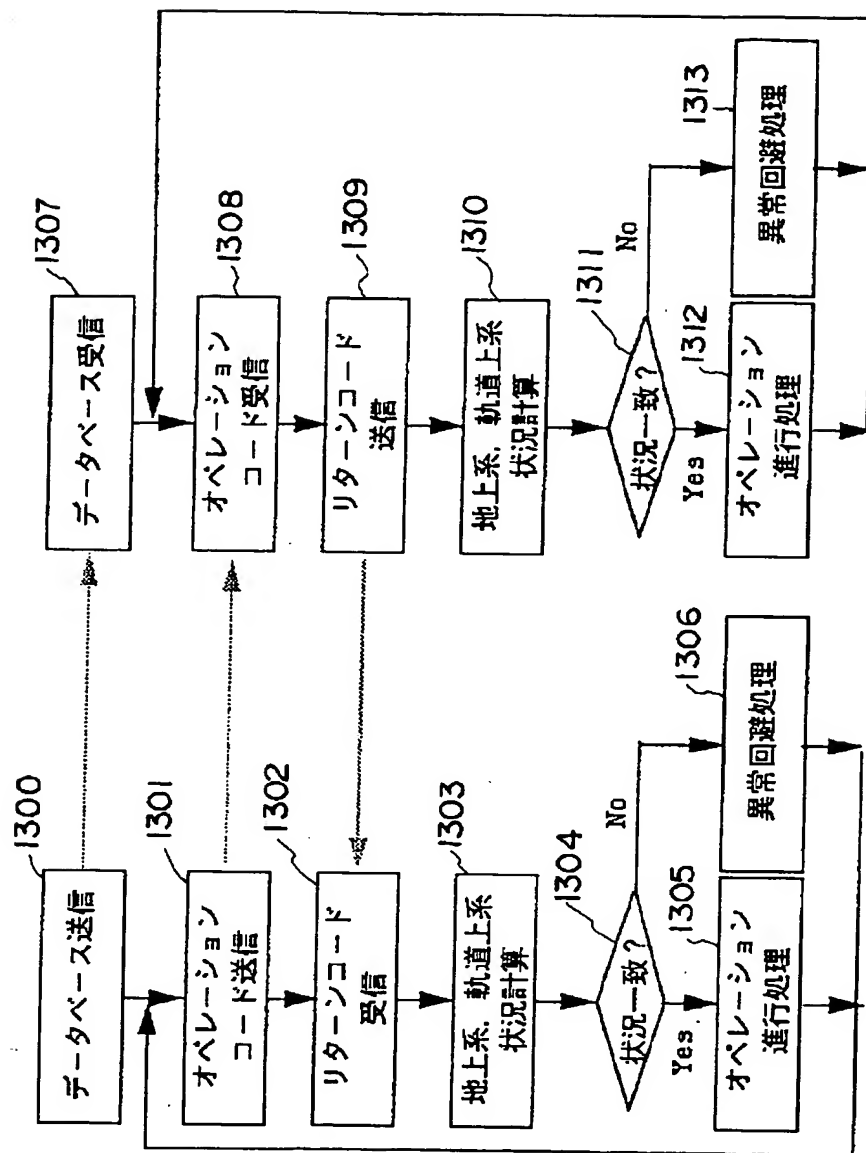 1300
データベース送信
1301
オペレーション
コード送信
1302
リターンコード
受信
1303
地上系, 軌道上系
状況計算
1304
状況一致?
Yes.
No
1305
オペレーション
進行処理
1306
異常回避処理
1307
データベース受信
1308
オペレーション
コード受信
1309
リターンコード
送信
1310
地上系, 軌道上系
状況計算
1311
状況一致?
Yes
No
1312
オペレーション
進行処理
1313
異常回避処理